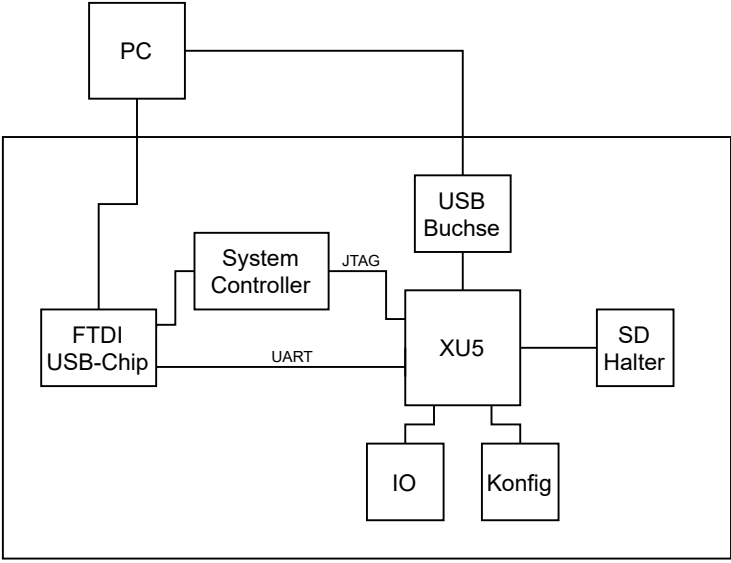 PC
USB
Buchse
System
Controller
JTAG
FTDI
USB-Chip
UART
XU5
SD
Halter
IO
Konfig